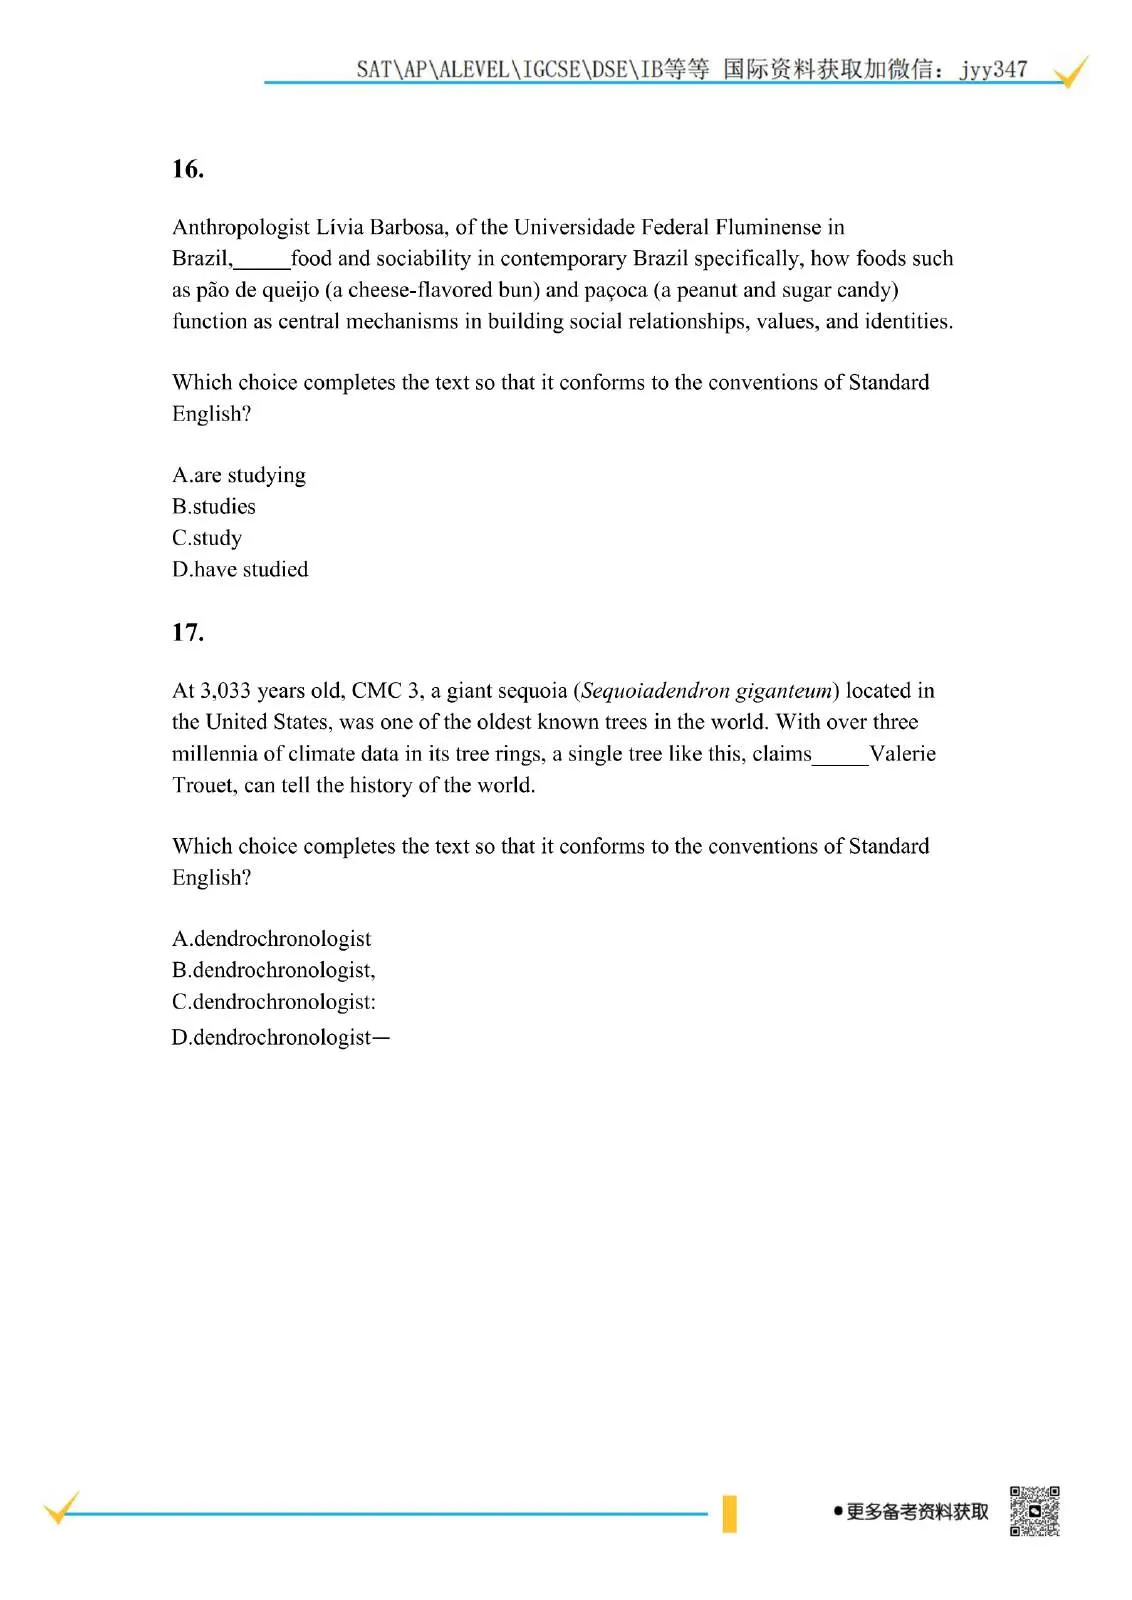 SAT\AP\ALEVEL\IGCSE\DSE\IB等等 国际资料获取加微信：jyy347
16.
Anthropologist Lívia Barbosa, of the Universidade Federal Fluminense in
Brazil,_____food and sociability in contemporary Brazil specifically, how foods such
as pão de queijo (a cheese-flavored bun) and paçoca (a peanut and sugar candy)
function as central mechanisms in building social relationships, values, and identities.
Which choice completes the text so that it conforms to the conventions of Standard
English?
A.are studying
B.studies
C.study
D.have studied
17.
At 3,033 years old, CMC 3, a giant sequoia (Sequoiadendron giganteum) located in
the United States, was one of the oldest known trees in the world. With over three
millennia of climate data in its tree rings, a single tree like this, claims_____Valerie
Trouet, can tell the history of the world.
Which choice completes the text so that it conforms to the conventions of Standard
English?
A.dendrochronologist
B.dendrochronologist,
C.dendrochronologist:
D.dendrochronologist—
•更多备考资料获取